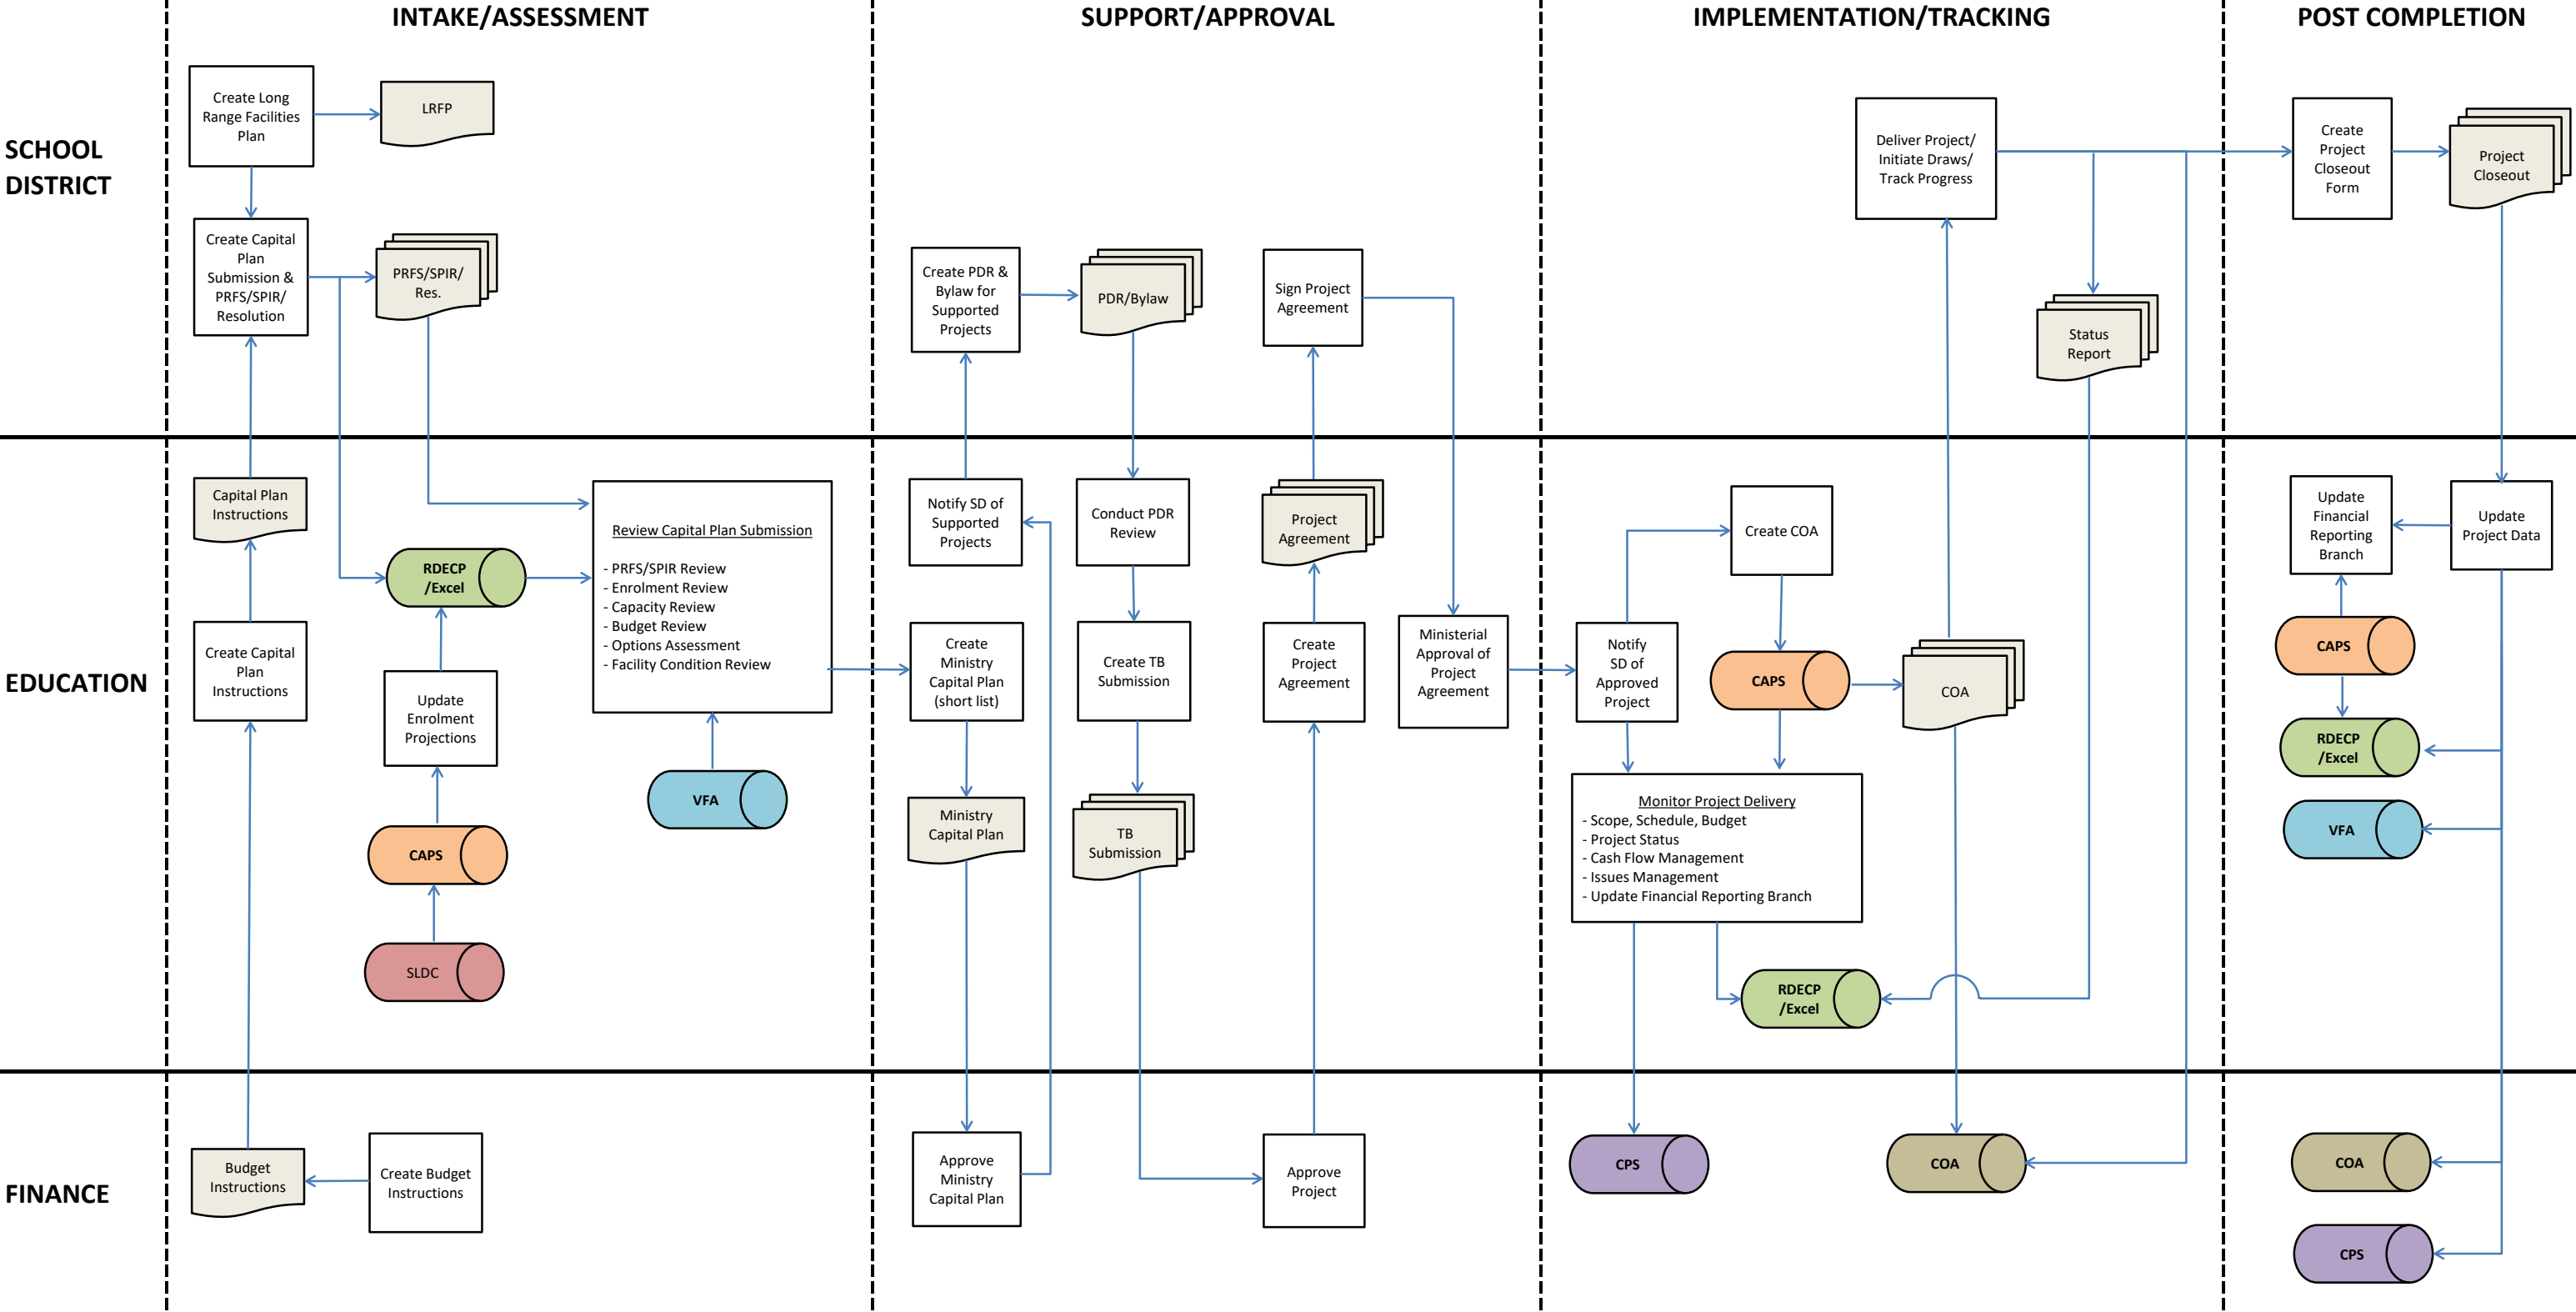 INTAKE/ASSESSMENT
SUPPORT/APPROVAL
IMPLEMENTATION/TRACKING
POST COMPLETION
SCHOOL
DISTRICT
Create Long
Range Facilities
Plan
LRFP
Create Capital
Plan
Submission &
PRFS/SPIR/
Resolution
PRFS/SPIR/
Res.
Create PDR &
Bylaw for
Supported
Projects
PDR/Bylaw
Sign Project
Agreement
Deliver Project/
Initiate Draws/
Track Progress
Status
Report
Create
Project
Closeout
Form
Project
Closeout
EDUCATION
Capital Plan
Instructions
Create Capital
Plan
Instructions
RDECP
/Excel
Update
Enrolment
Projections
CAPS
SLDC
Review Capital Plan Submission
- PRFS/SPIR Review
- Enrolment Review
- Capacity Review
- Budget Review
- Options Assessment
- Facility Condition Review
VFA
Notify SD of
Supported
Projects
Create
Ministry
Capital Plan
(short list)
Ministry
Capital Plan
Conduct PDR
Review
Create TB
Submission
TB
Submission
Project
Agreement
Create
Project
Agreement
Ministerial
Approval of
Project
Agreement
Notify
SD of
Approved
Project
Create COA
CAPS
COA
Monitor Project Delivery
- Scope, Schedule, Budget
- Project Status
- Cash Flow Management
- Issues Management
- Update Financial Reporting Branch
RDECP
/Excel
Update
Financial
Reporting
Branch
Update
Project Data
CAPS
RDECP
/Excel
VFA
FINANCE
Budget
Instructions
Create Budget
Instructions
Approve
Ministry
Capital Plan
Approve
Project
CPS
COA
COA
CPS